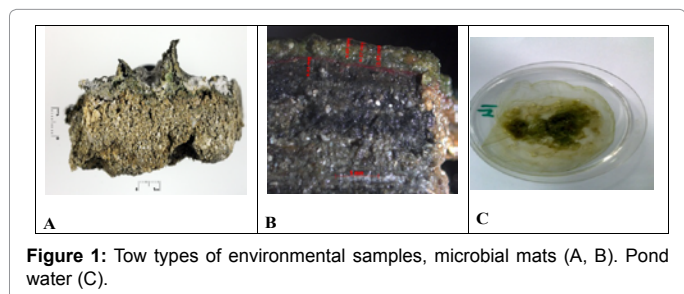 A
B
C
Figure 1: Tow types of environmental samples, microbial mats (A, B). Pond
water (C).